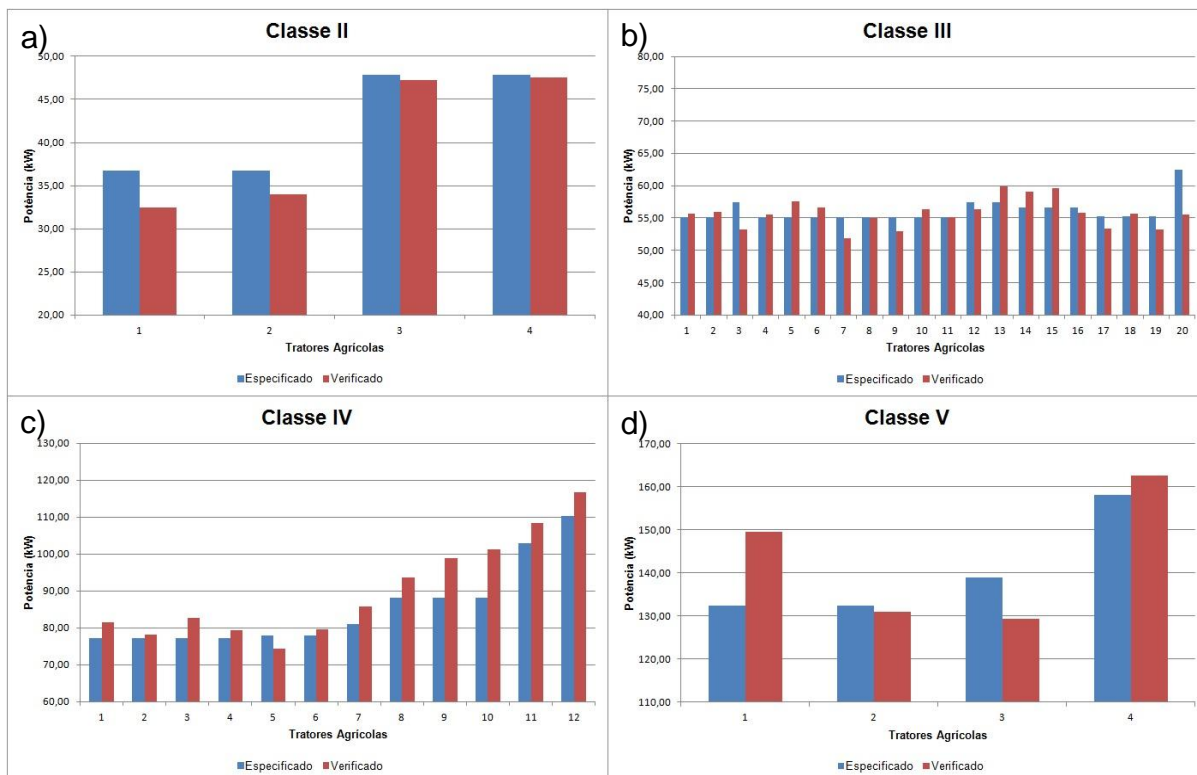 a)
Classe II
Potència (kW)
50,00
45,00
40,00
35,00
30,00
25,00
20,00
1 2 3 4
Tratores Agrícolas
Especificado Verificado
b)
Classe III
Potència (kW)
80,00
75,00
70,00
65,00
60,00
55,00
50,00
45,00
40,00
1 2 3 4 5 6 7 8 9 10 11 12 13 14 15 16 17 18 19 20
Tratores Agrícolas
Especificado Verificado
c)
Classe IV
Potència (kW)
130,00
120,00
110,00
100,00
90,00
80,00
70,00
60,00
1 2 3 4 5 6 7 8 9 10 11 12
Tratores Agrícolas
Especificado Verificado
d)
Classe V
Potència (kW)
170,00
160,00
150,00
140,00
130,00
120,00
110,00
1 2 3 4
Tratores Agrícolas
Especificado Verificado